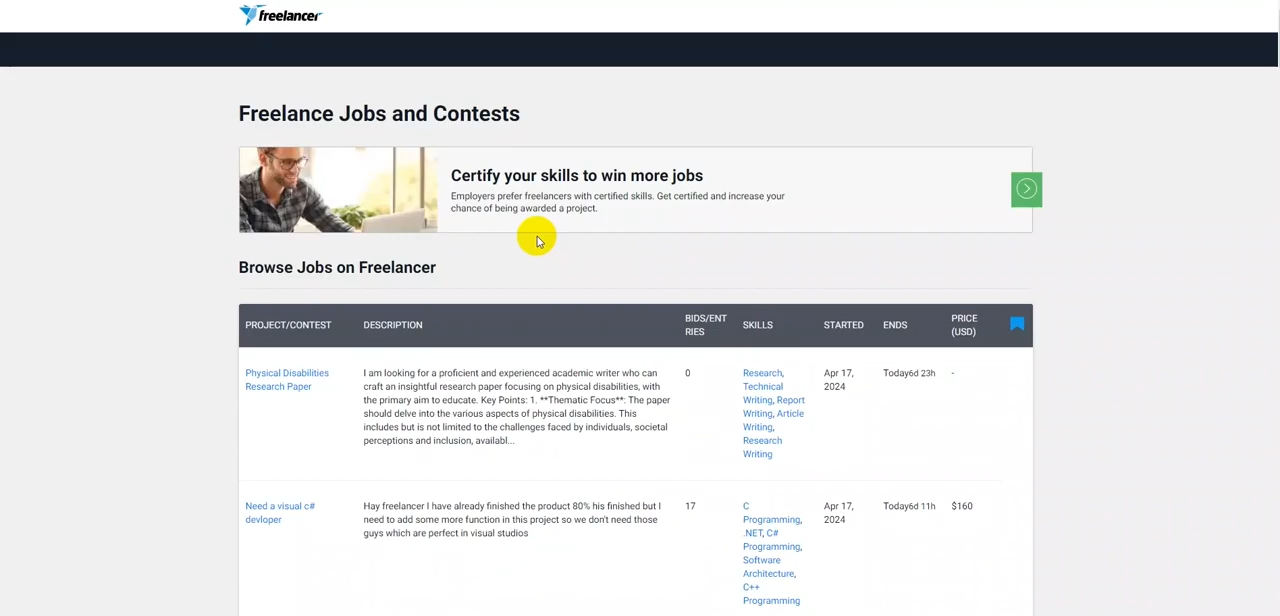 freelancer
Freelance Jobs and Contests
Certify your skills to win more jobs
Employers prefer freelancers with certified skills. Get certified and increase your
chance of being awarded a project.
Browse Jobs on Freelancer
PROJECT/CONTEST
DESCRIPTION
BIDS/ENT
RIES
SKILLS
STARTED
ENDS
PRICE
(USD)
Physical Disabilities
Research Paper
I am looking for a proficient and experienced academic writer who can
craft an insightful research paper focusing on physical disabilities, with
the primary aim to educate. Key Points: 1. **Thematic Focus**: The paper
should delve into the various aspects of physical disabilities. This
includes but is not limited to the challenges faced by individuals, societal
perceptions and inclusion, availabl...
0
Research,
Technical
Writing, Report
Writing, Article
Writing,
Research
Writing
Apr 17,
2024
Today6d 23h
-
Need a visual c#
devloper
Hay freelancer I have already finished the product 80% his finished but I
need to add some more function in this project so we don't need those
guys which are perfect in visual studios
17
C
Programming,
.NET, C#
Programming,
Software
Architecture,
C++
Programming
Apr 17,
2024
Today6d 11h
$160